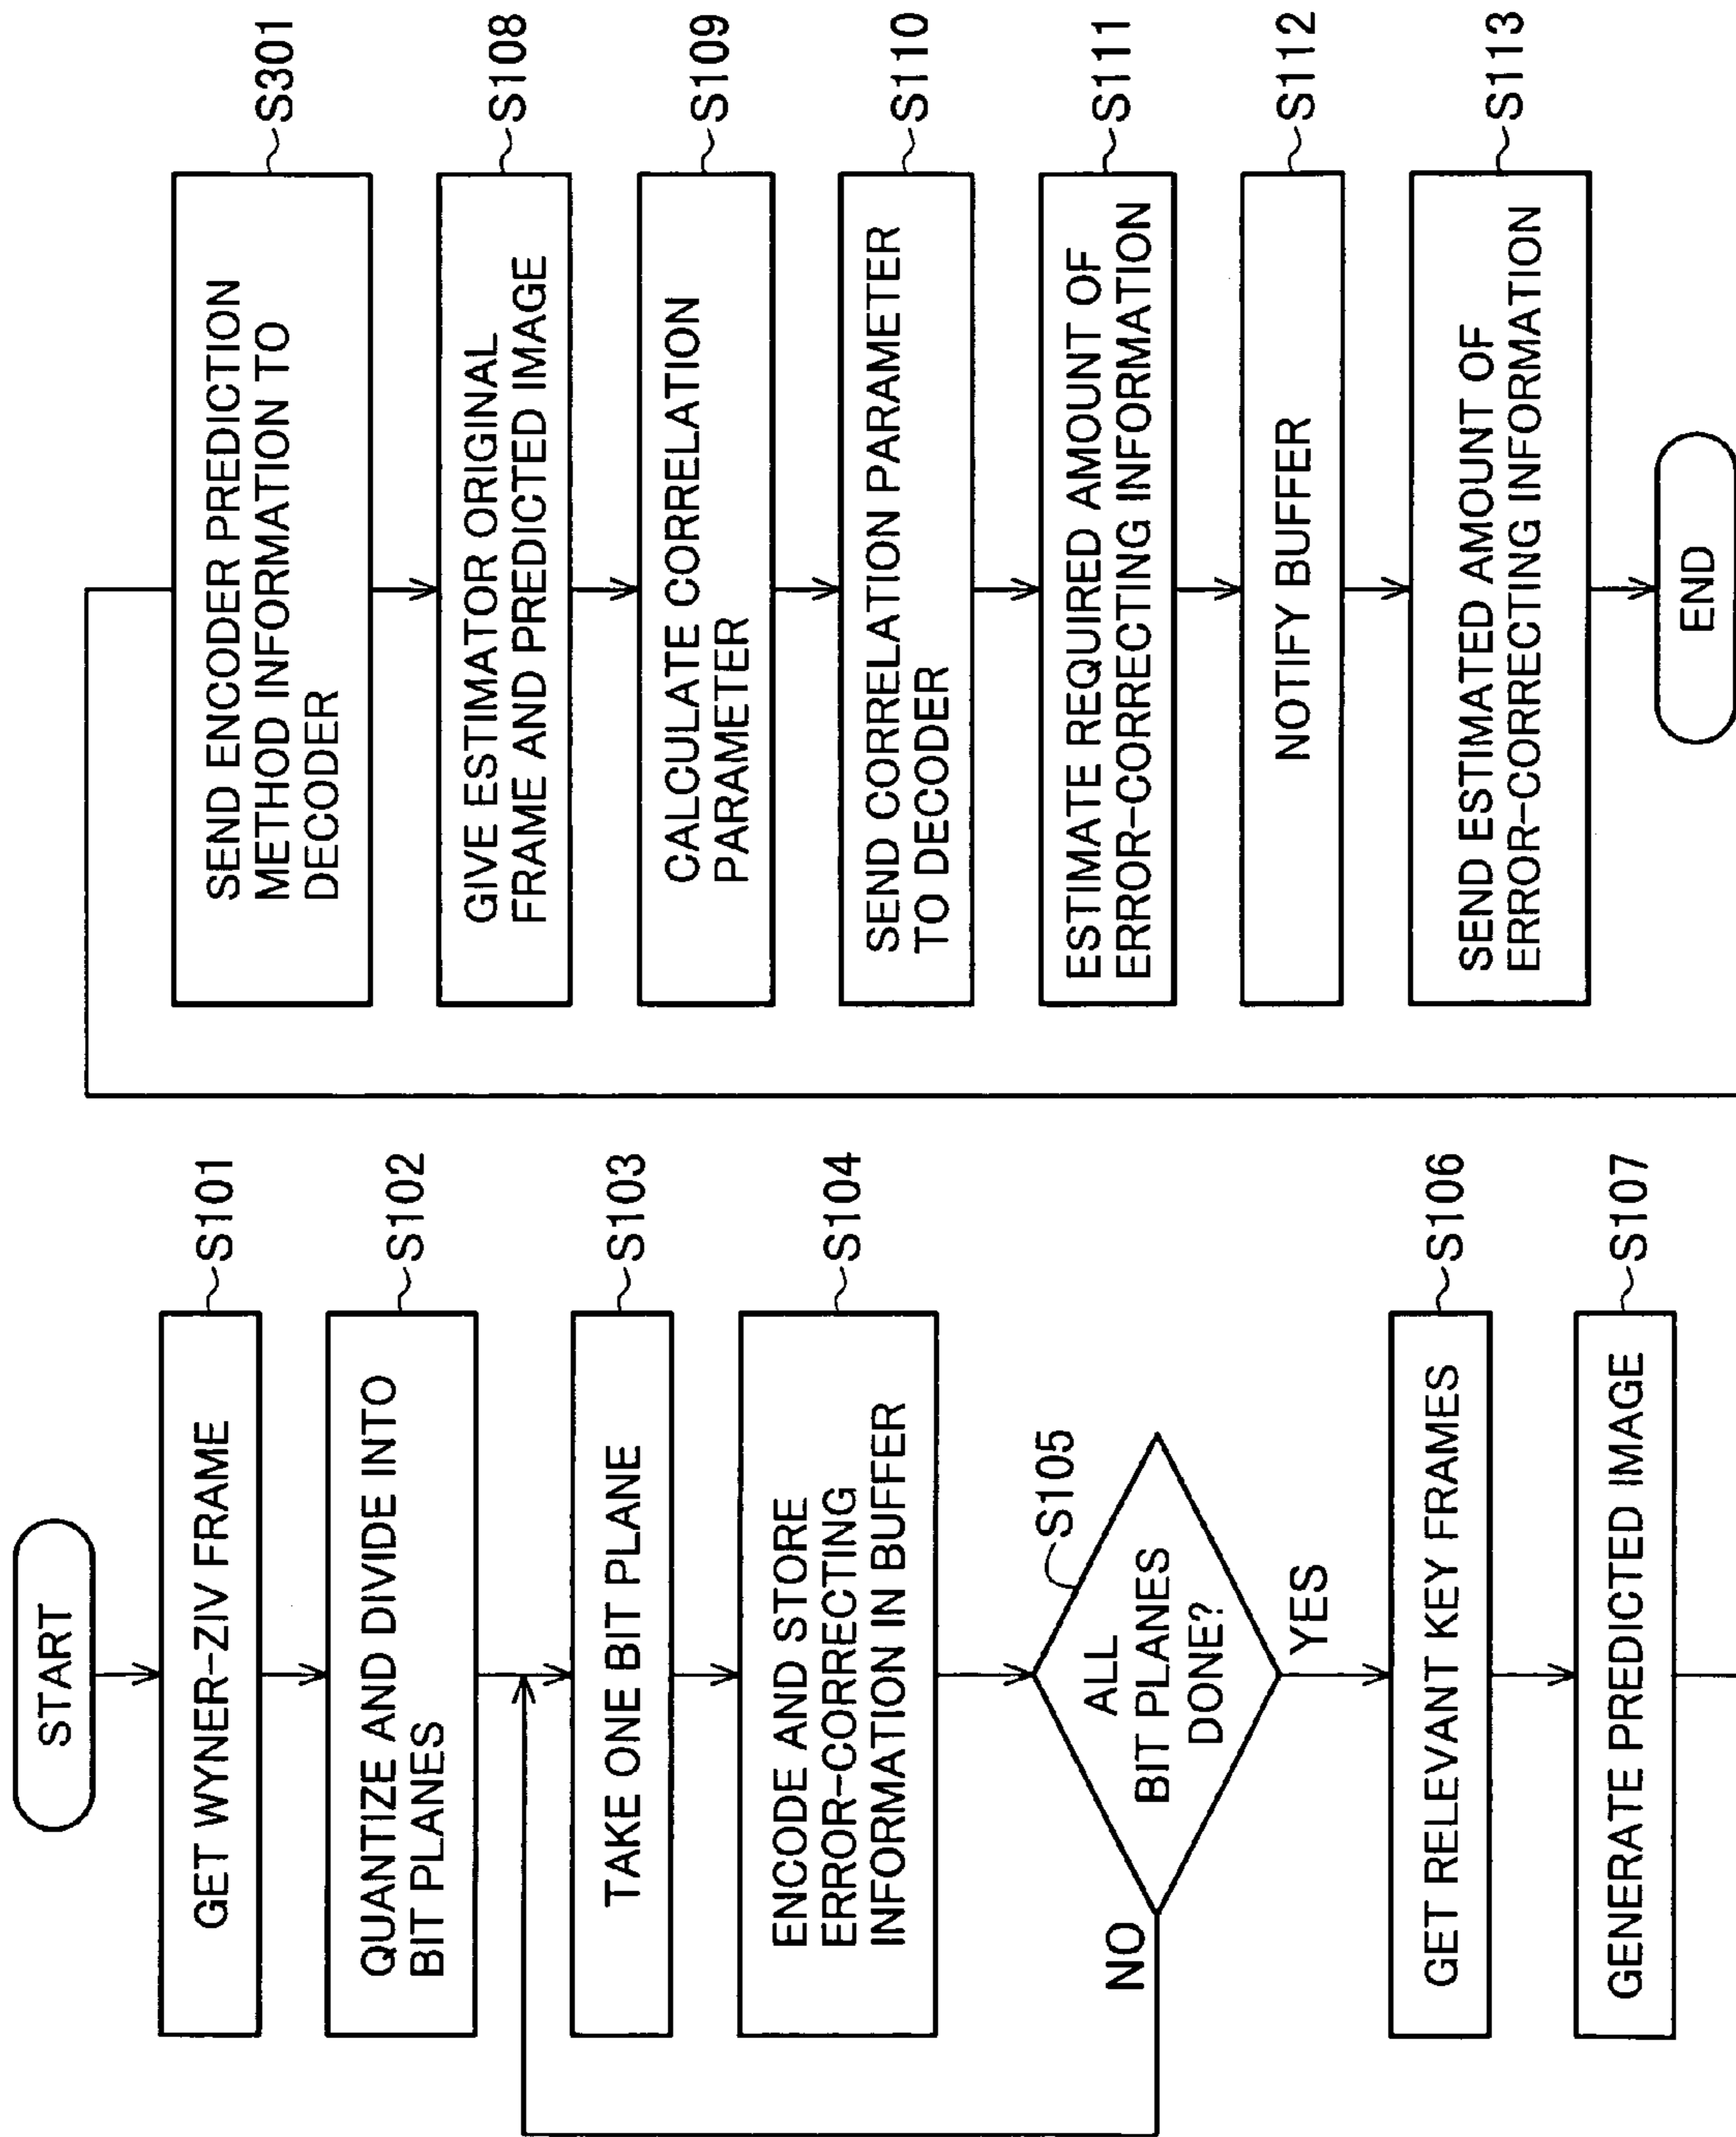 START
GET WYNER-ZIV FRAME
S101
QUANTIZE AND DIVIDE INTO
BIT PLANES
S102
TAKE ONE BIT PLANE
S103
ENCODE AND STORE
ERROR-CORRECTING
INFORMATION IN BUFFER
S104
ALL
BIT PLANES
DONE?
S105
NO
YES
GET RELEVANT KEY FRAMES
S106
GENERATE PREDICTED IMAGE
S107
SEND ENCODER PREDICTION
METHOD INFORMATION TO
DECODER
S301
GIVE ESTIMATOR ORIGINAL
FRAME AND PREDICTED IMAGE
S108
CALCULATE CORRELATION
PARAMETER
S109
SEND CORRELATION PARAMETER
TO DECODER
S110
ESTIMATE REQUIRED AMOUNT OF
ERROR-CORRECTING INFORMATION
S111
NOTIFY BUFFER
S112
SEND ESTIMATED AMOUNT OF
ERROR-CORRECTING INFORMATION
S113
END